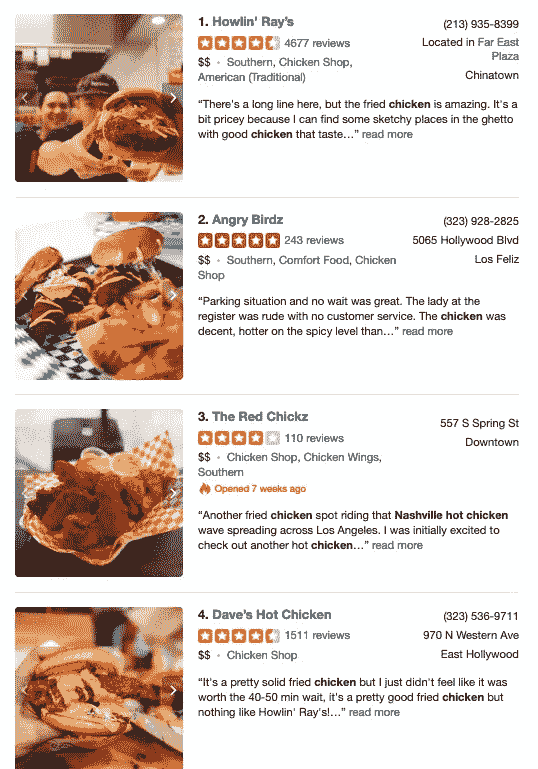 1. Howlin' Ray's
(213) 935-8399
4677 reviews
Located in Far East
Plaza
$$ • Southern, Chicken Shop,
American (Traditional)
Chinatown
“There's a long line here, but the fried chicken is amazing. It's a
bit pricey because I can find some sketchy places in the ghetto
with good chicken that taste…” read more
2. Angry Birdz
(323) 928-2825
243 reviews
5065 Hollywood Blvd
$$ • Southern, Comfort Food, Chicken
Shop
Los Feliz
“Parking situation and no wait was great. The lady at the
register was rude with no customer service. The chicken was
decent, hotter on the spicy level than…” read more
3. The Red Chickz
557 S Spring St
110 reviews
Downtown
$$ • Chicken Shop, Chicken Wings,
Southern
Opened 7 weeks ago
“Another fried chicken spot riding that Nashville hot chicken
wave spreading across Los Angeles. I was initially excited to
check out another hot chicken…” read more
4. Dave's Hot Chicken
(323) 536-9711
1511 reviews
970 N Western Ave
$$ • Chicken Shop
East Hollywood
“It's a pretty solid fried chicken but I just didn't feel like it was
worth the 40-50 min wait, it's a pretty good fried chicken but
nothing like Howlin' Ray's!…” read more